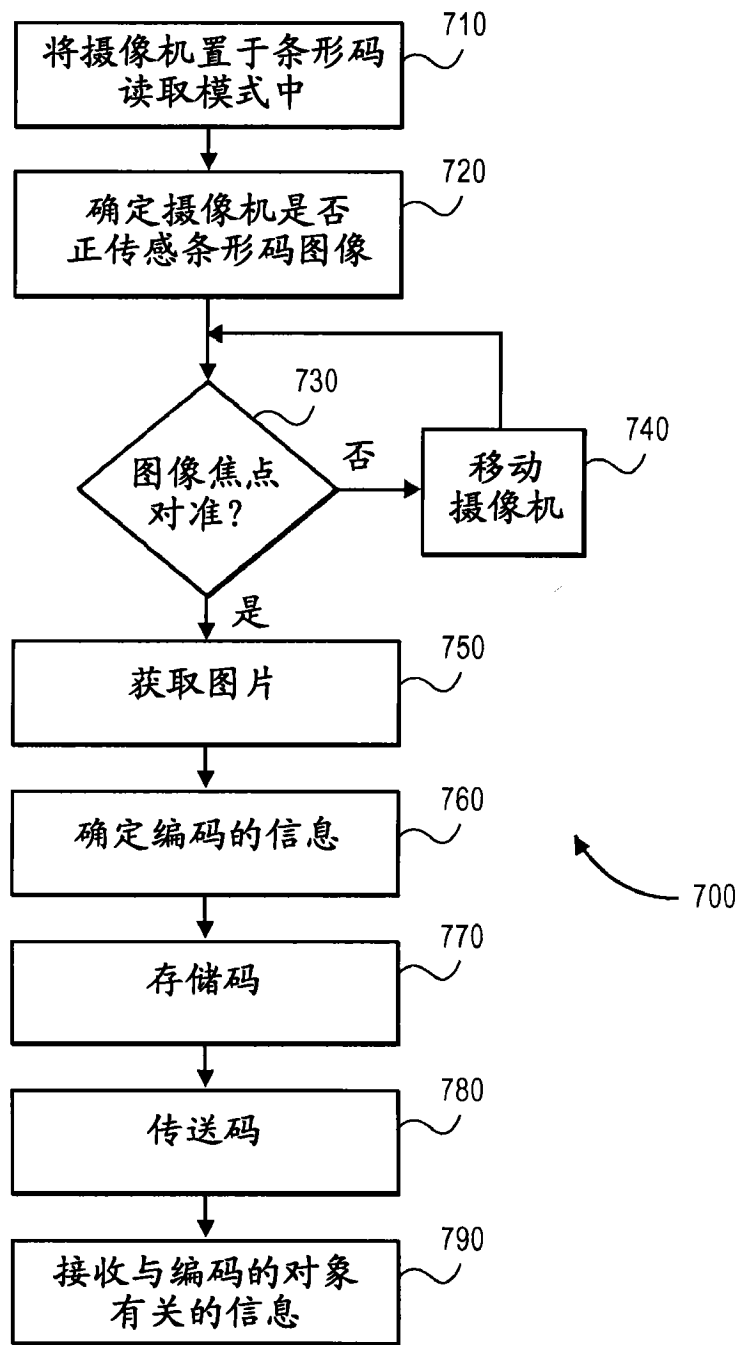 710
将摄像机置于条形码
读取模式中
720
确定摄像机是否
正传感条形码图像
730
图像焦点
对准?
否
740
移动
摄像机
是
750
获取图片
760
确定编码的信息
700
770
存储码
780
传送码
790
接收与编码的对象
有关的信息